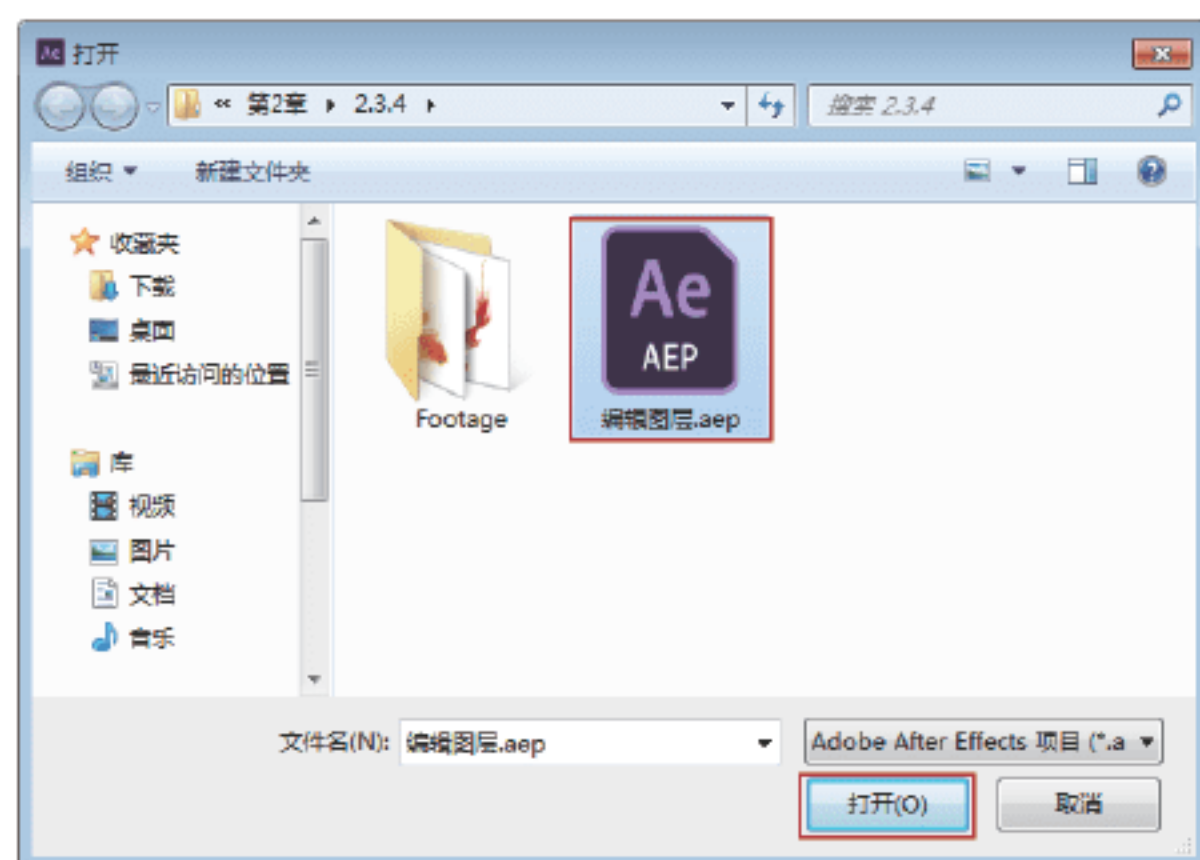 Ae 打开
« 第2章 ▸ 2.3.4 ▸ 搜索 2.3.4
组织 新建文件夹
收藏夹
下载
桌面
最近访问的位置
库
视频
图片
文档
音乐
Ae
AEP
Footage
编辑图层.aep
文件名(N): 编辑图层.aep Adobe After Effects 项目 (*.a
打开(O) 取消